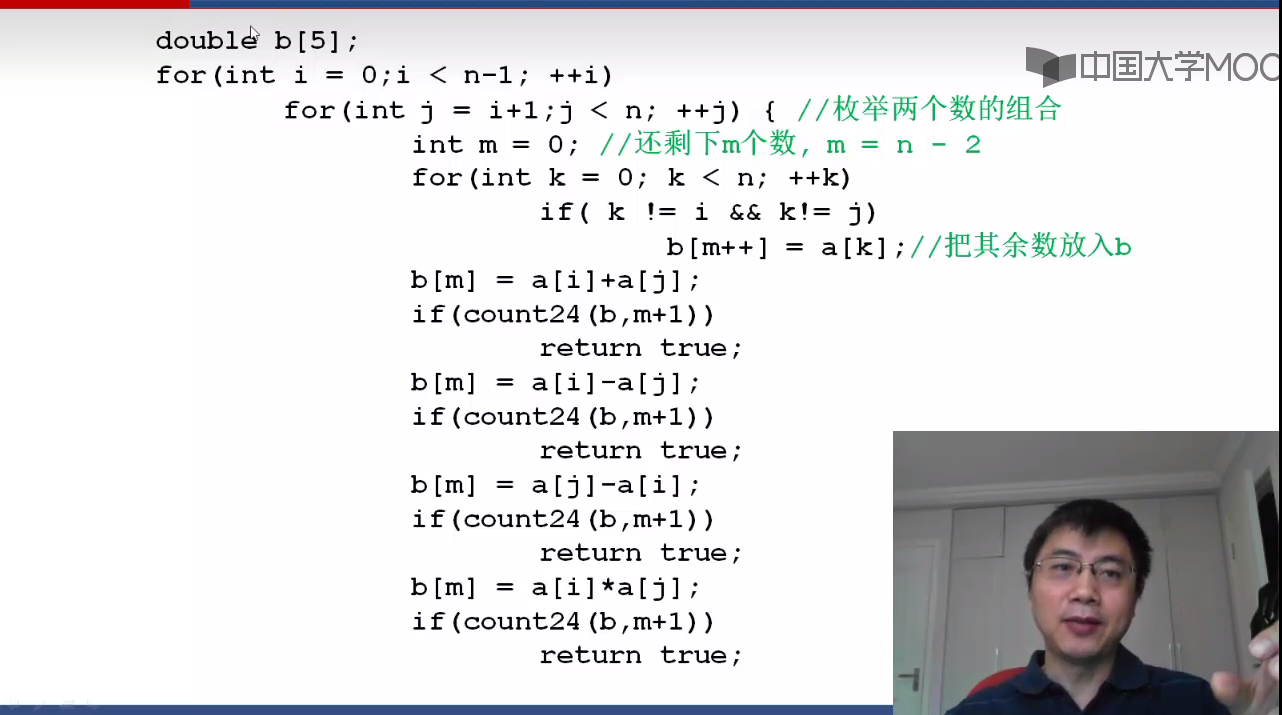 double b[5];
for(int i = 0;i < n-1; ++i)
中国大学MOO
for(int j = i+1;j < n; ++j) { //枚举两个数的组合
int m = 0; //还剩下m个数, m = n - 2
for(int k = 0; k < n; ++k)
if( k != i && k!= j)
b[m++] = a[k];//把其余数放入b
b[m] = a[i]+a[j];
if(count24(b,m+1))
return true;
b[m] = a[i]-a[j];
if(count24(b,m+1))
return true;
b[m] = a[j]-a[i];
if(count24(b,m+1))
return true;
b[m] = a[i]*a[j];
if(count24(b,m+1))
return true;